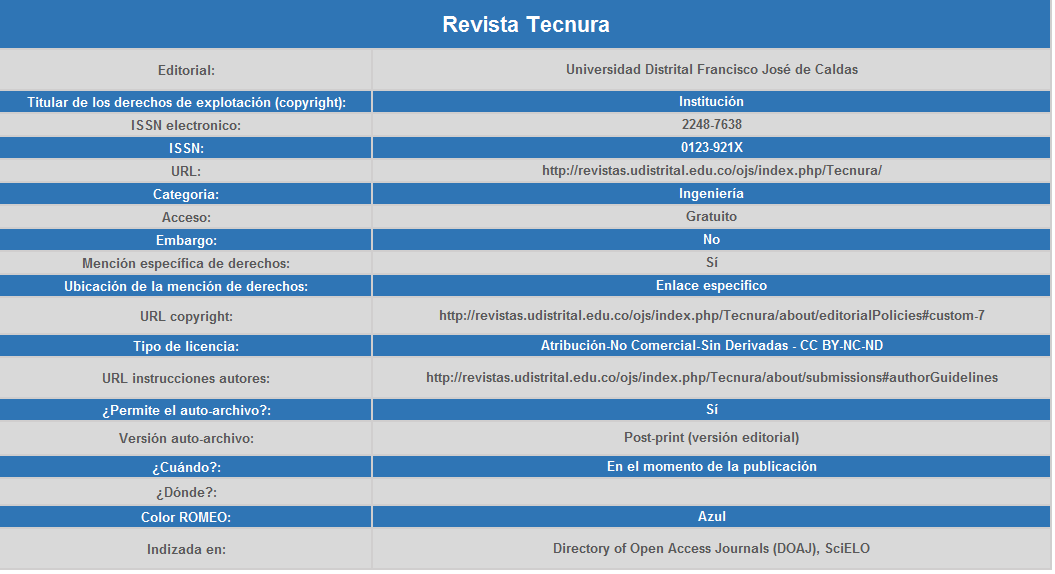 Revista Tecnura
Editorial: Universidad Distrital Francisco José de Caldas
Titular de los derechos de explotación (copyright): Institución
ISSN electronico: 2248-7638
ISSN: 0123-921X
URL: http://revistas.udistrital.edu.co/ojs/index.php/Tecnura/
Categoria: Ingeniería
Acceso: Gratuito
Embargo: No
Mención específica de derechos: Sí
Ubicación de la mención de derechos: Enlace especifico
URL copyright: http://revistas.udistrital.edu.co/ojs/index.php/Tecnura/about/editorialPolicies#custom-7
Tipo de licencia: Atribución-No Comercial-Sin Derivadas - CC BY-NC-ND
URL instrucciones autores: http://revistas.udistrital.edu.co/ojs/index.php/Tecnura/about/submissions#authorGuidelines
¿Permite el auto-archivo?: Sí
Versión auto-archivo: Post-print (versión editorial)
¿Cuándo?: En el momento de la publicación
¿Dónde?:
Color ROMEO: Azul
Indizada en: Directory of Open Access Journals (DOAJ), SciELO